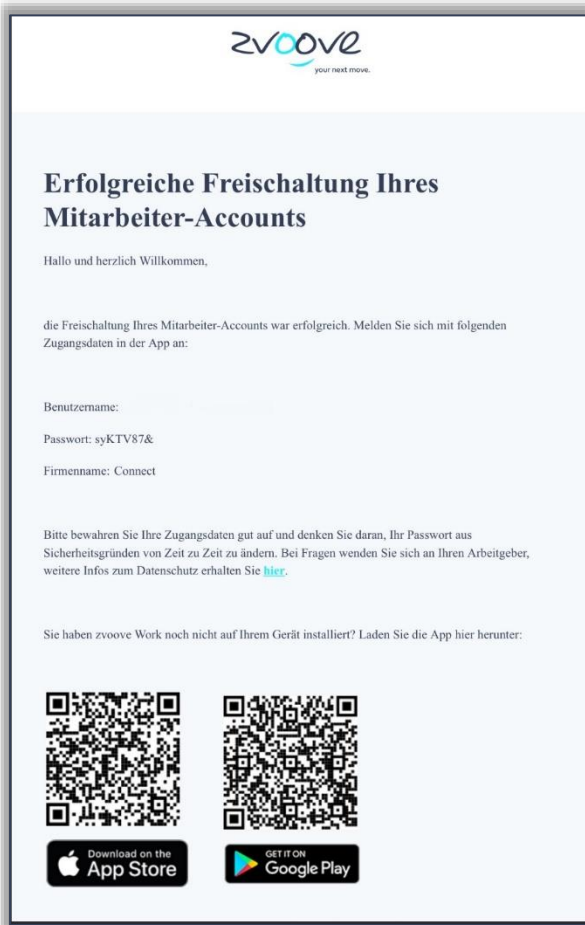 zvoove
your next move.
Erfolgreiche Freischaltung Ihres
Mitarbeiter-Accounts
Hallo und herzlich Willkommen,
die Freischaltung Ihres Mitarbeiter-Accounts war erfolgreich. Melden Sie sich mit folgenden
Zugangsdaten in der App an:
Benutzername:
Passwort: syKTV87&
Firmenname: Connect
Bitte bewahren Sie Ihre Zugangsdaten gut auf und denken Sie daran, Ihr Passwort aus
Sicherheitsgründen von Zeit zu Zeit zu ändern. Bei Fragen wenden Sie sich an Ihren Arbeitgeber,
weitere Infos zum Datenschutz erhalten Sie hier.
Sie haben zvoove Work noch nicht auf Ihrem Gerät installiert? Laden Sie die App hier herunter:
Download on the
App Store
GET IT ON
Google Play